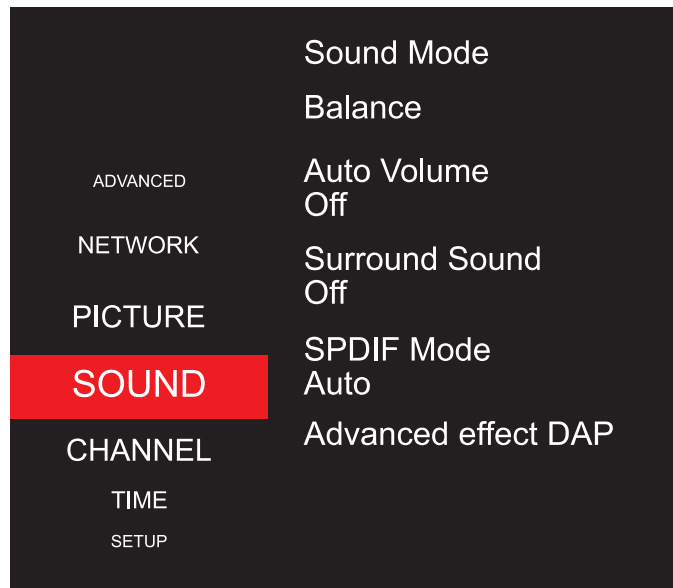 ADVANCED
NETWORK
PICTURE
SOUND
CHANNEL
TIME
SETUP
Sound Mode
Balance
Auto Volume
Off
Surround Sound
Off
SPDIF Mode
Auto
Advanced effect DAP